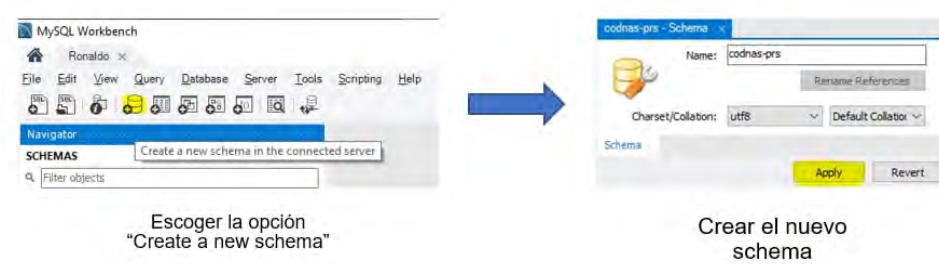 MySQL Workbench
Ronaldo ×
File Edit View Query Database Server Tools Scripting Help
Navigator
Create a new schema in the connected server
SCHEMAS
Filter objects
Escoger la opción
“Create a new schema”
codnas-prs - Schema ×
Name: codnas-prs
Rename References
Charset/Collation: utf8 Default Collation
Schema
Apply Revert
Crear el nuevo
schema